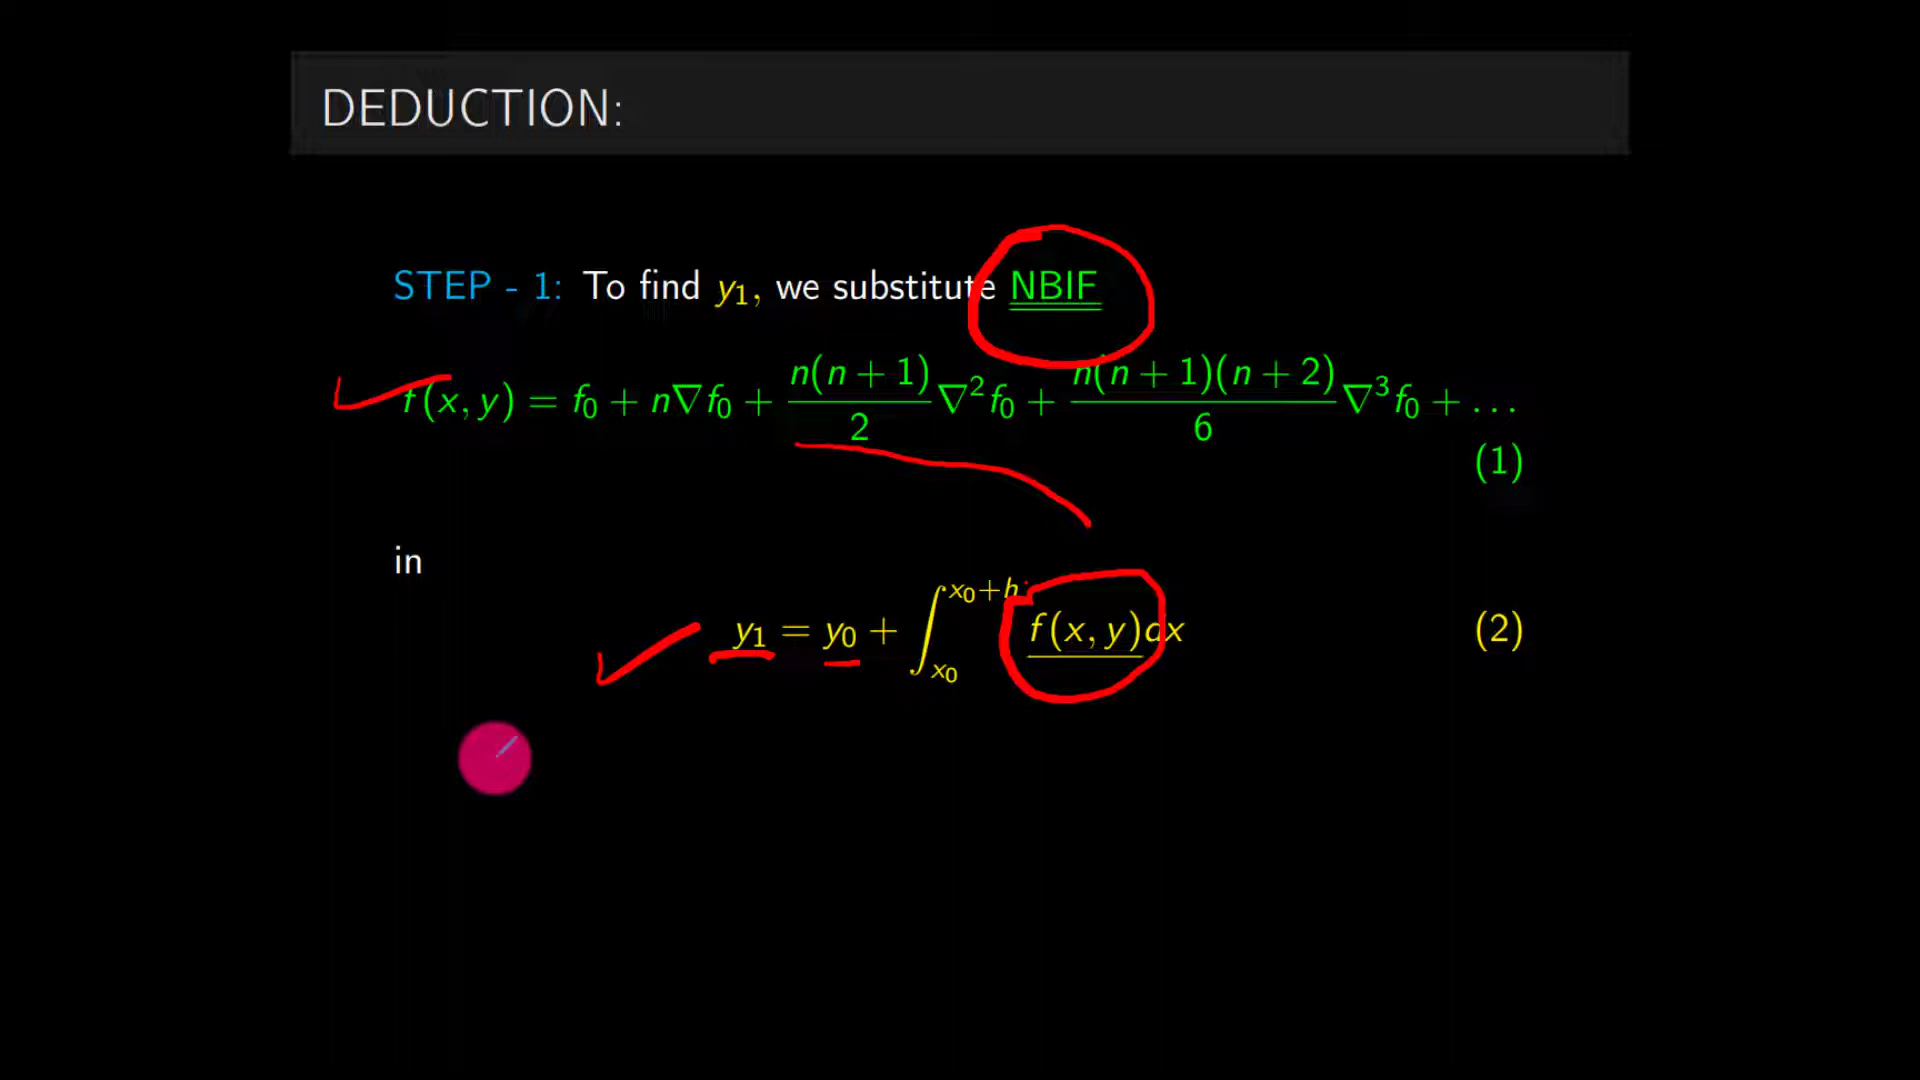 DEDUCTION:
STEP - 1: To find y₁, we substitute NBIF
f(x, y) = f₀ + n∇f₀ + n(n + 1)/2 ∇²f₀ + n(n + 1)(n + 2)/6 ∇³f₀ + ...
(1)
in
y₁ = y₀ + ∫_{x₀}^{x₀+h} f(x, y)dx (2)